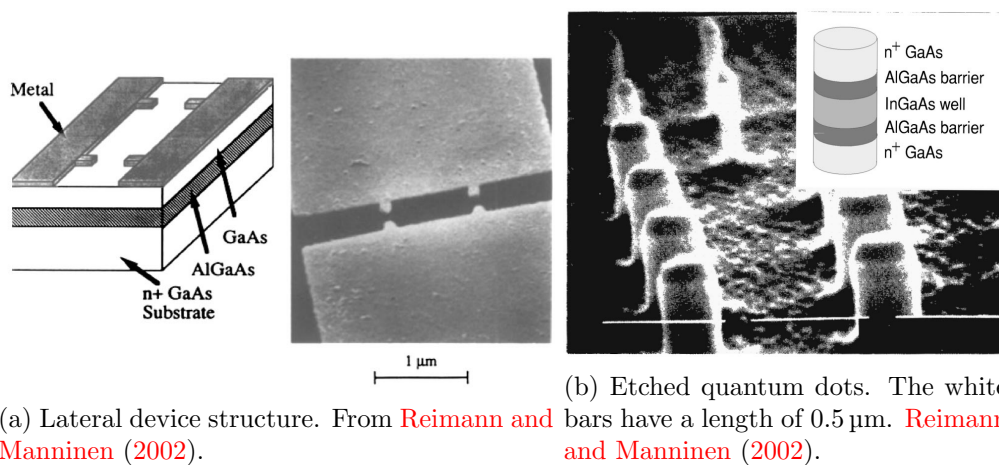 Metal
GaAs
AlGaAs
n+ GaAs
Substrate
1 μm
n⁺ GaAs
AlGaAs barrier
InGaAs well
AlGaAs barrier
n⁺ GaAs
(a) Lateral device structure. From Reimann and
Manninen (2002).
(b) Etched quantum dots. The white
bars have a length of 0.5 μm. Reimann
and Manninen (2002).